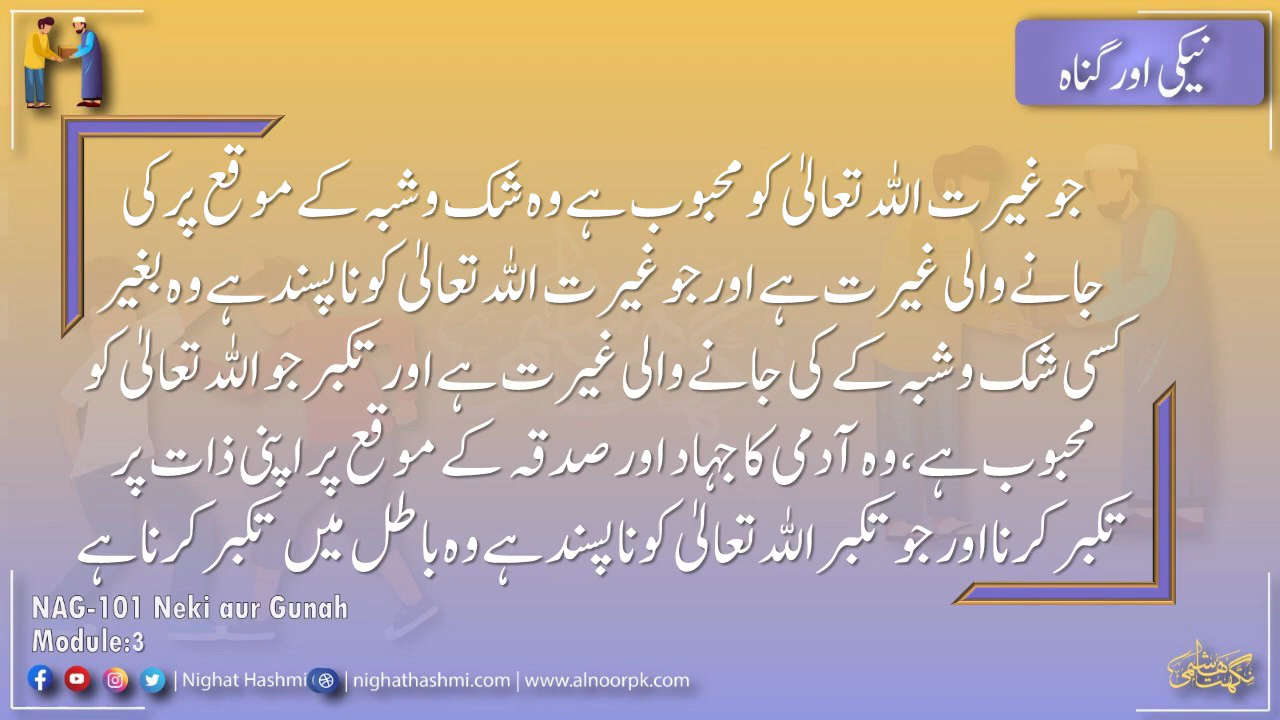 نیکی اور گناہ
جو غیرت اللہ تعالیٰ کو محبوب ہے وہ شک و شبہ کے موقع پر کی
جانے والی غیرت ہے اور جو غیرت اللہ تعالیٰ کو ناپسند ہے وہ بغیر
کسی شک و شبہ کے کی جانے والی غیرت ہے اور تکبر جو اللہ تعالیٰ کو
محبوب ہے، وہ آدمی کا جہاد اور صدقہ کے موقع پر اپنی ذات پر
تکبر کرنا اور جو تکبر اللہ تعالیٰ کو ناپسند ہے وہ باطل میں تکبر کرنا ہے
NAG-101 Neki aur Gunah
Module:3
| Nighat Hashmi | nighathashmi.com | www.alnoorpk.com
نگہت ہاشمی